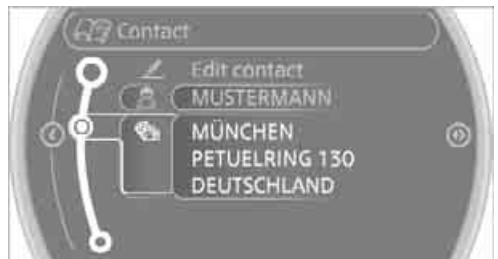 Contact
Edit contact
MUSTERMANN
MÜNCHEN
PETUELRING 130
DEUTSCHLAND